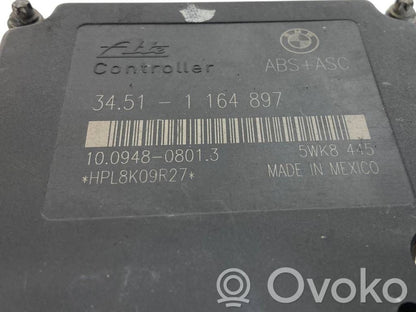 Ate
Controller
BMW
ABS+ASC
34.51 - 1 164 897
10.0948-0801.3
*HPL8K09R27*
5WK8 445
MADE IN MEXICO
Ovoko